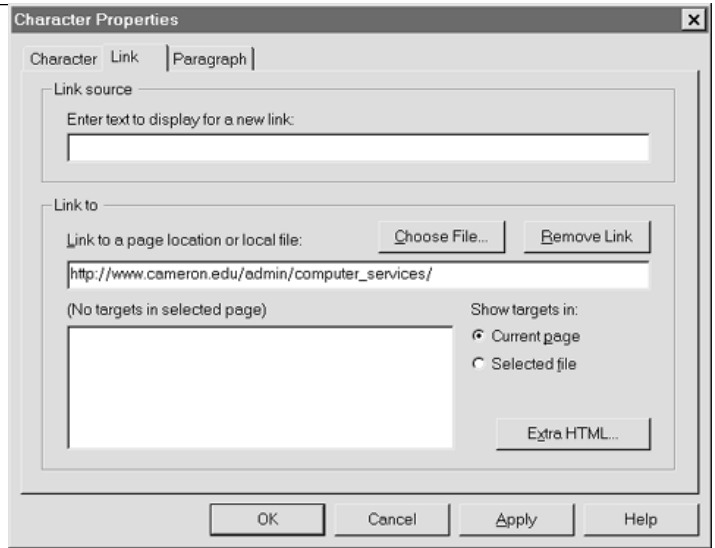 Character Properties
Character Link Paragraph
Link source
Enter text to display for a new link:
Link to
Link to a page location or local file: Choose File... Remove Link
http://www.cameron.edu/admin/computer_services/
(No targets in selected page) Show targets in:
Current page
Selected file
Extra HTML...
OK Cancel Apply Help